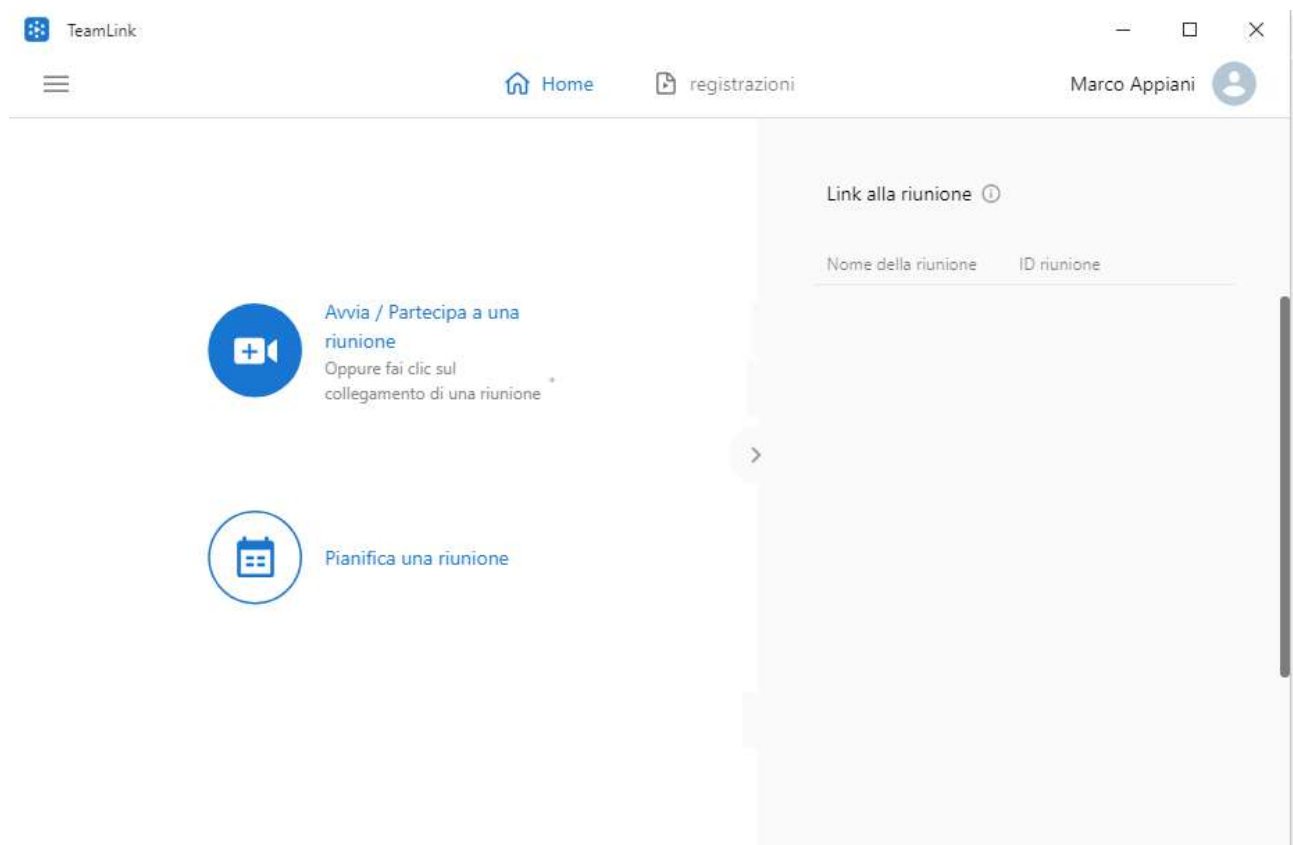 TeamLink
Home
registrazioni
Marco Appiani
Link alla riunione
Nome della riunione
ID riunione
Avvia / Partecipa a una
riunione
Oppure fai clic sul
collegamento di una riunione
Pianifica una riunione